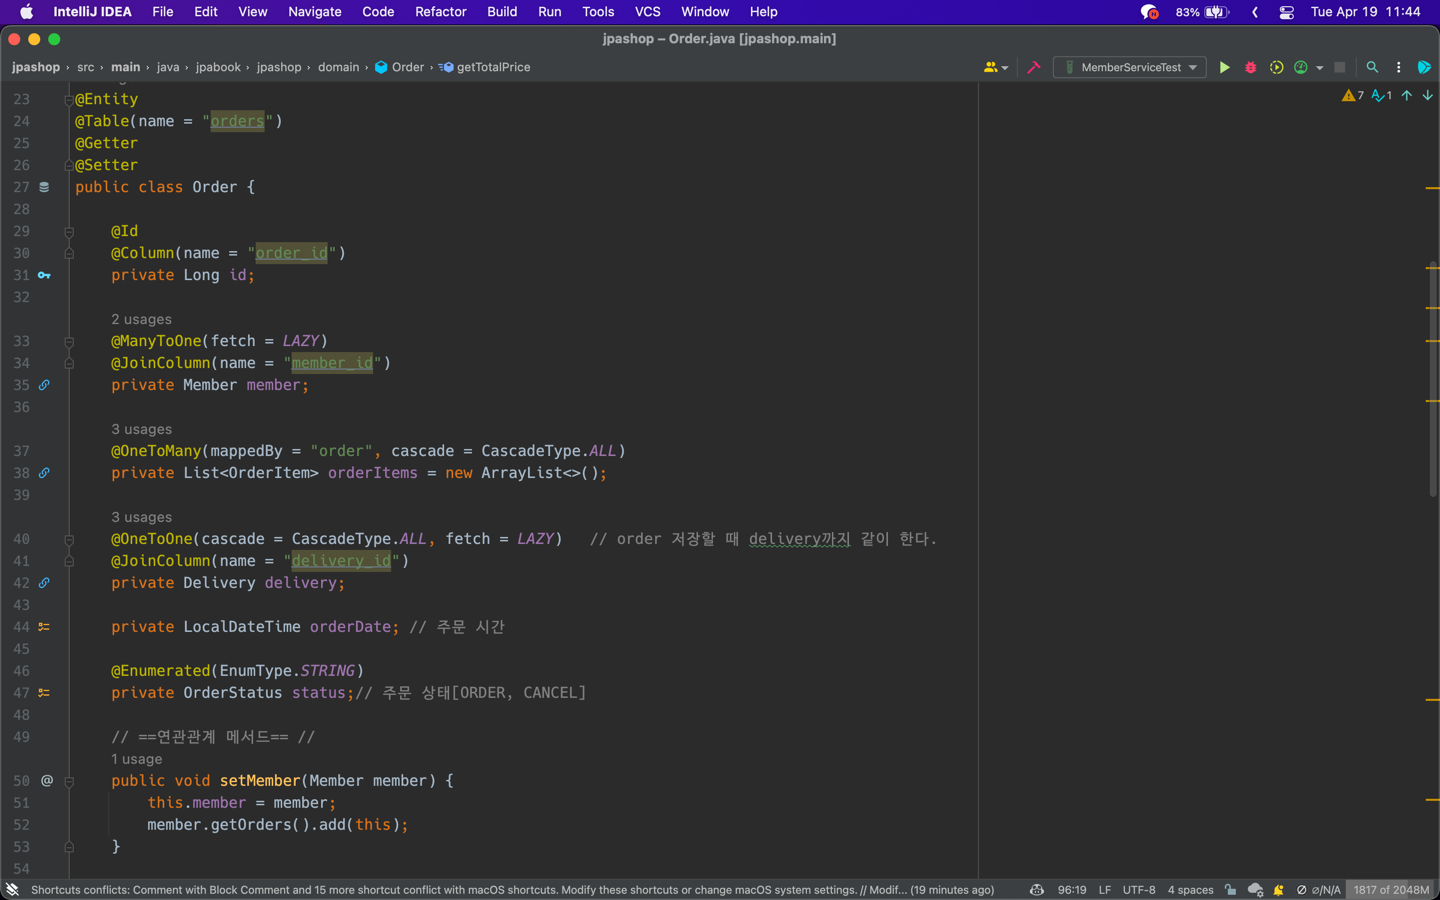 IntelliJ IDEA File Edit View Navigate Code Refactor Build Run Tools VCS Window Help 83% Tue Apr 19 11:44
jpashop – Order.java [jpashop.main]
jpashop › src › main › java › jpabook › jpashop › domain › Order › getTotalPrice MemberServiceTest
7 1
23 @Entity
24 @Table(name = "orders")
25 @Getter
26 @Setter
27 public class Order {
28
29 @Id
30 @Column(name = "order_id")
31 private Long id;
32
2 usages
33 @ManyToOne(fetch = LAZY)
34 @JoinColumn(name = "member_id")
35 private Member member;
36
3 usages
37 @OneToMany(mappedBy = "order", cascade = CascadeType.ALL)
38 private List<OrderItem> orderItems = new ArrayList<>();
39
3 usages
40 @OneToOne(cascade = CascadeType.ALL, fetch = LAZY) // order 저장할 때 delivery까지 같이 한다.
41 @JoinColumn(name = "delivery_id")
42 private Delivery delivery;
43
44 private LocalDateTime orderDate; // 주문 시간
45
46 @Enumerated(EnumType.STRING)
47 private OrderStatus status;// 주문 상태[ORDER, CANCEL]
48
49 // ==연관관계 메서드== //
1 usage
50 @ public void setMember(Member member) {
51 this.member = member;
52 member.getOrders().add(this);
53 }
54
Shortcuts conflicts: Comment with Block Comment and 15 more shortcut conflict with macOS shortcuts. Modify these shortcuts or change macOS system settings. // Modif... (19 minutes ago) 96:19 LF UTF-8 4 spaces ∅/N/A 1817 of 2048M